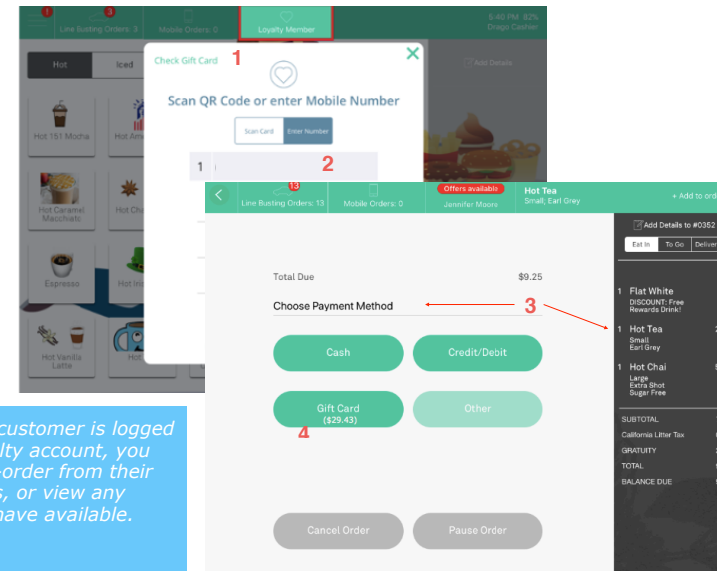 1
3
Line Busting Orders: 3
Mobile Orders: 0
Loyalty Member
5:40 PM 82%
Drago Cashier
Hot
Iced
Check Gift Card
1
Add Details
Scan QR Code or enter Mobile Number
Scan Card
Enter Number
Hot 151 Mocha
1
2
Hot Caramel
Macchiato
Espresso
Hot Vanilla
Latte
Hot
13
Line Busting Orders: 13
Mobile Orders: 0
Offers available
Jennifer Moore
Hot Tea
Small, Earl Grey
+ Add to
Add Details to #0352
Eat In
To Go
Total Due
$9.25
Choose Payment Method
3
Cash
Credit/Debit
Gift Card
($29.43)
Other
4
Cancel Order
Pause Order
1 Flat White
DISCOUNT: Free
Rewards Drink!
1 Hot Tea
Small
Earl Grey
1 Hot Chai
Large
Extra Shot
Sugar Free
SUBTOTAL
California Litter Tax
GRATUITY
TOTAL
BALANCE DUE
customer is logged
account, you
-order from their
or view any
have available.